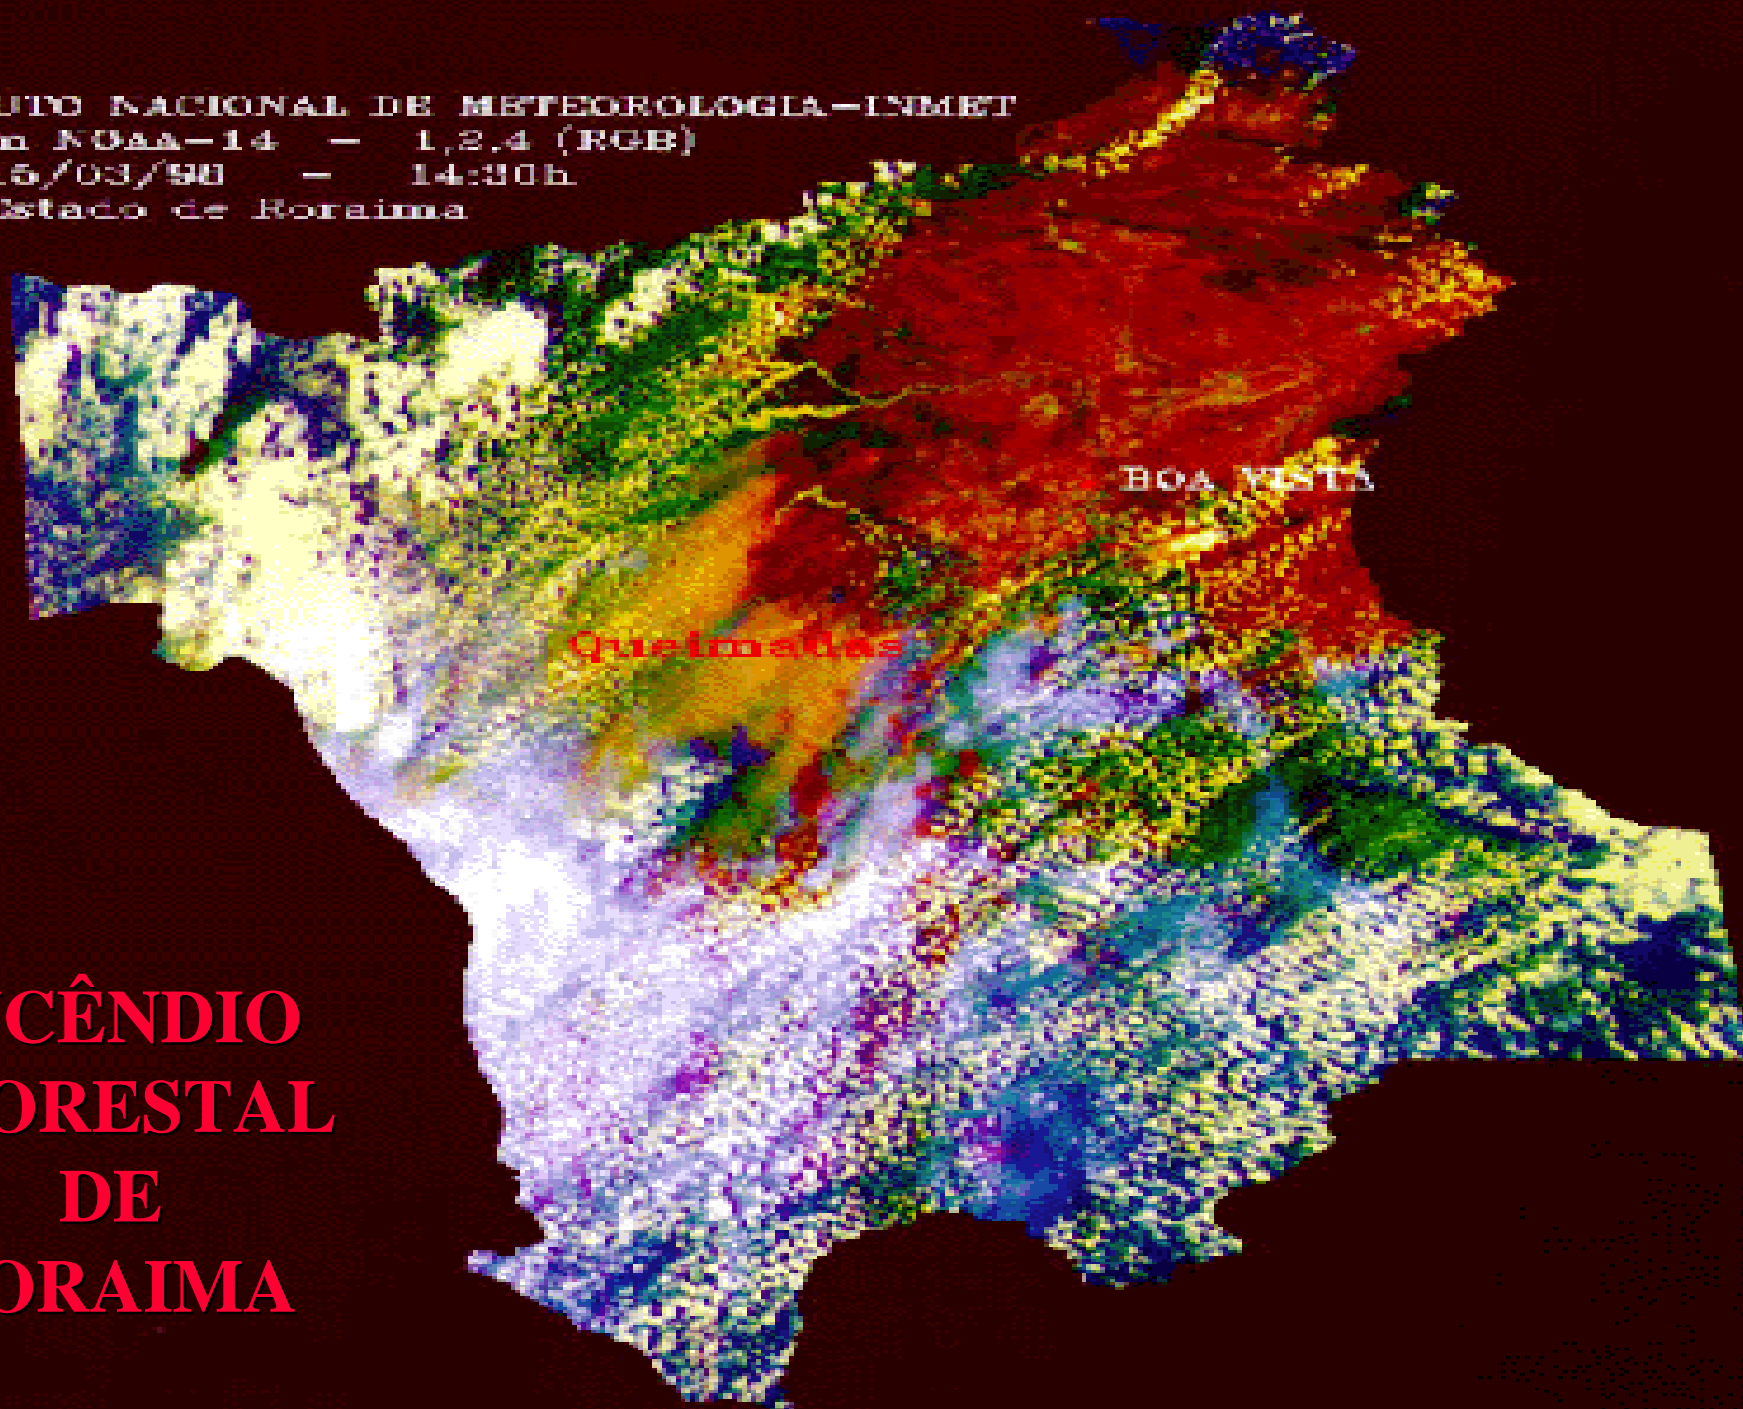 UTO NACIONAL DE METEOROLOGIA-INMET
m NOAA-14 - 1,2,4 (RGB)
/03/98 - 14:30h
Estado de Roraima
BOA VISTA
Queimadas
CÊNDIO
ORESTAL
DE
ORAIMA